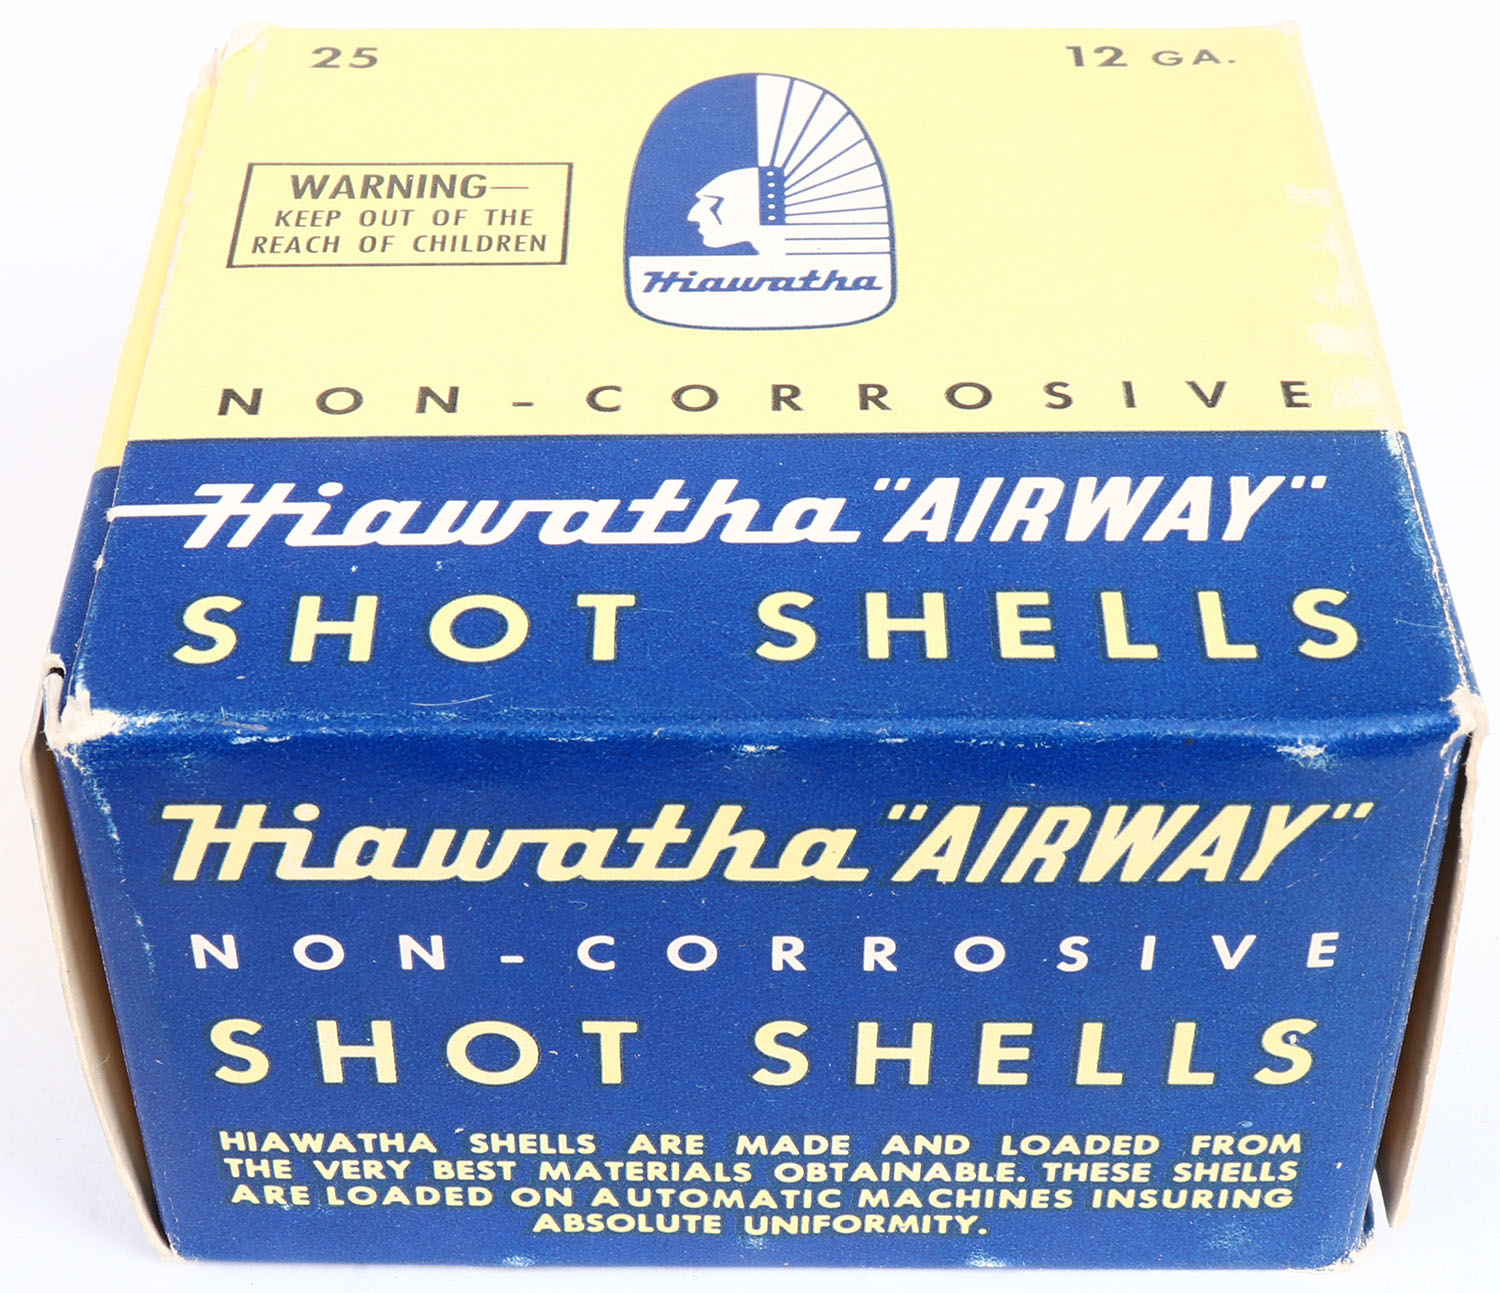 25
12 GA.
WARNING—
KEEP OUT OF THE
REACH OF CHILDREN
Hiawatha
NON-CORROSIVE
Hiawatha "AIRWAY"
SHOT SHELLS
Hiawatha "AIRWAY"
NON-CORROSIVE
SHOT SHELLS
HIAWATHA SHELLS ARE MADE AND LOADED FROM
THE VERY BEST MATERIALS OBTAINABLE. THESE SHELLS
ARE LOADED ON AUTOMATIC MACHINES INSURING
ABSOLUTE UNIFORMITY.